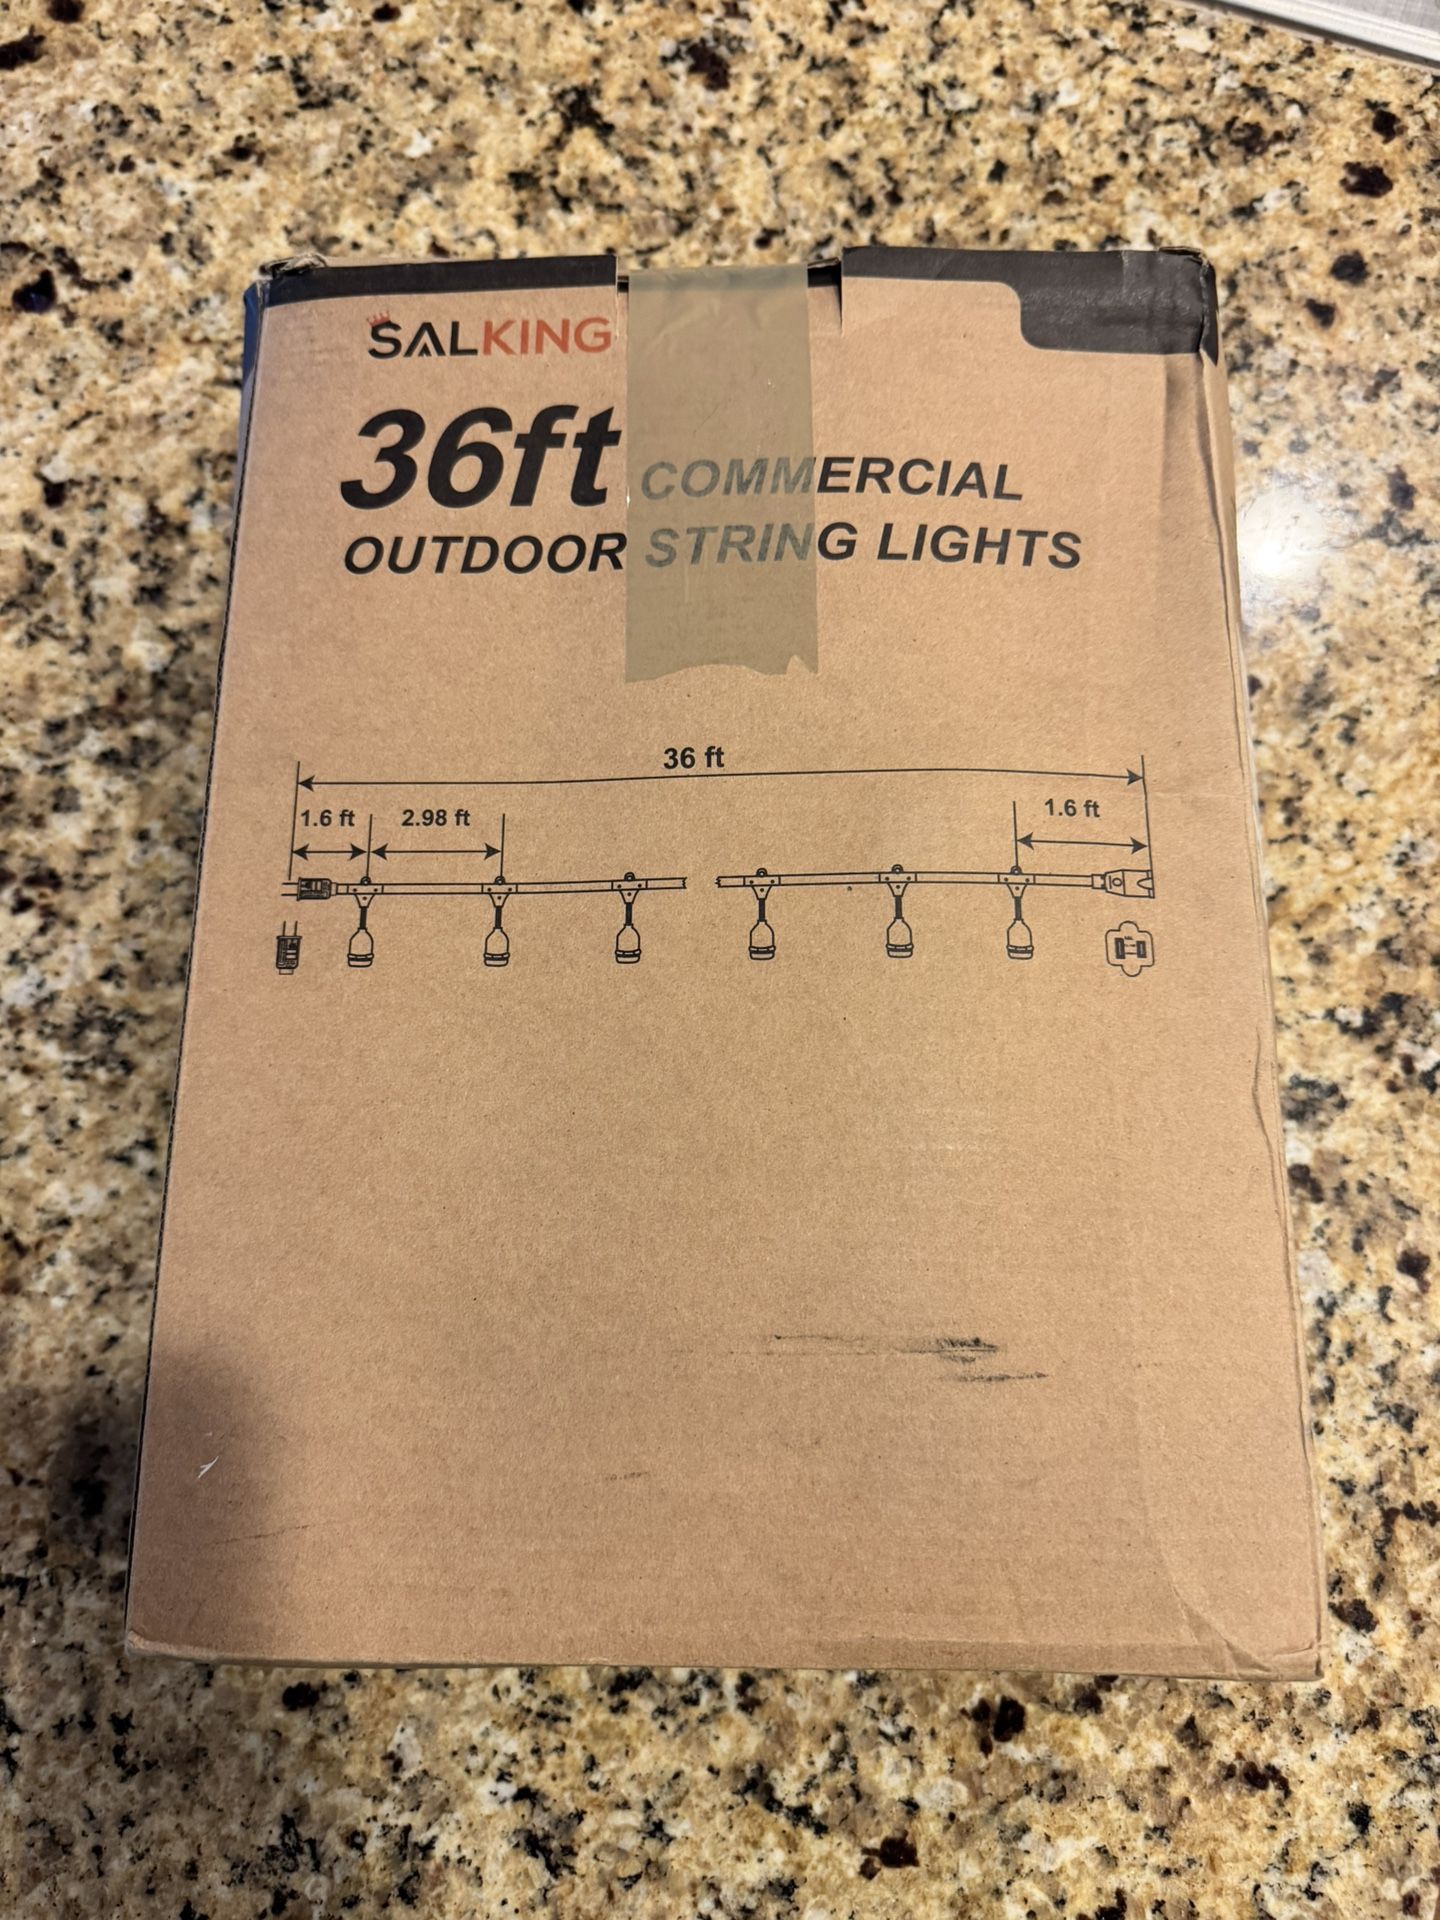 SALKING
36ft COMMERCIAL
OUTDOOR STRING LIGHTS
36 ft
1.6 ft 2.98 ft 1.6 ft